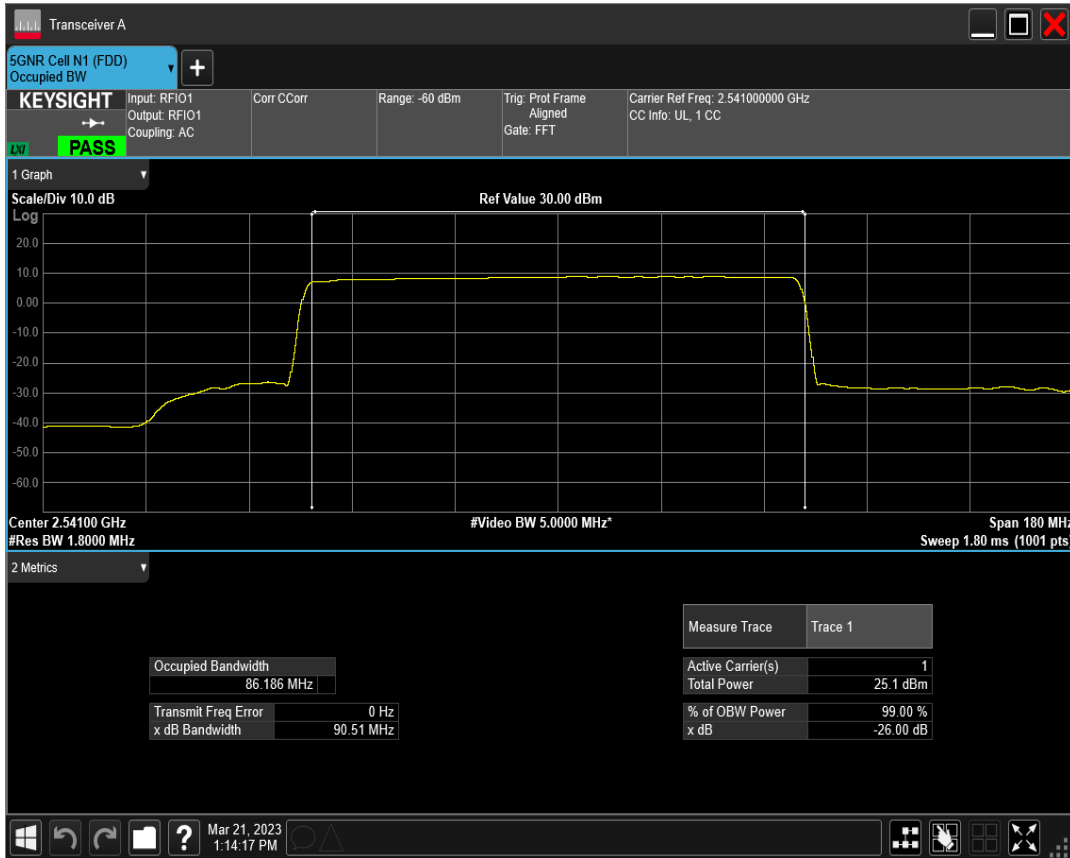 Transceiver A
5GNR Cell N1 (FDD)
Occupied BW
+
KEYSIGHT
LXI
PASS
Input: RFIO1
Output: RFIO1
Coupling: AC
Corr CCorr
Range: -60 dBm
Trig: Prot Frame
Aligned
Gate: FFT
Carrier Ref Freq: 2.541000000 GHz
CC Info: UL, 1 CC
1 Graph
Scale/Div 10.0 dB
Ref Value 30.00 dBm
Log
20.0
10.0
0.00
-10.0
-20.0
-30.0
-40.0
-50.0
-60.0
Center 2.54100 GHz
#Video BW 5.0000 MHz*
Span 180 MHz
#Res BW 1.8000 MHz
Sweep 1.80 ms (1001 pts)
2 Metrics
Measure Trace Trace 1
Occupied Bandwidth
86.186 MHz
Active Carrier(s) 1
Total Power 25.1 dBm
Transmit Freq Error 0 Hz
x dB Bandwidth 90.51 MHz
% of OBW Power 99.00 %
x dB -26.00 dB
?
Mar 21, 2023
1:14:17 PM